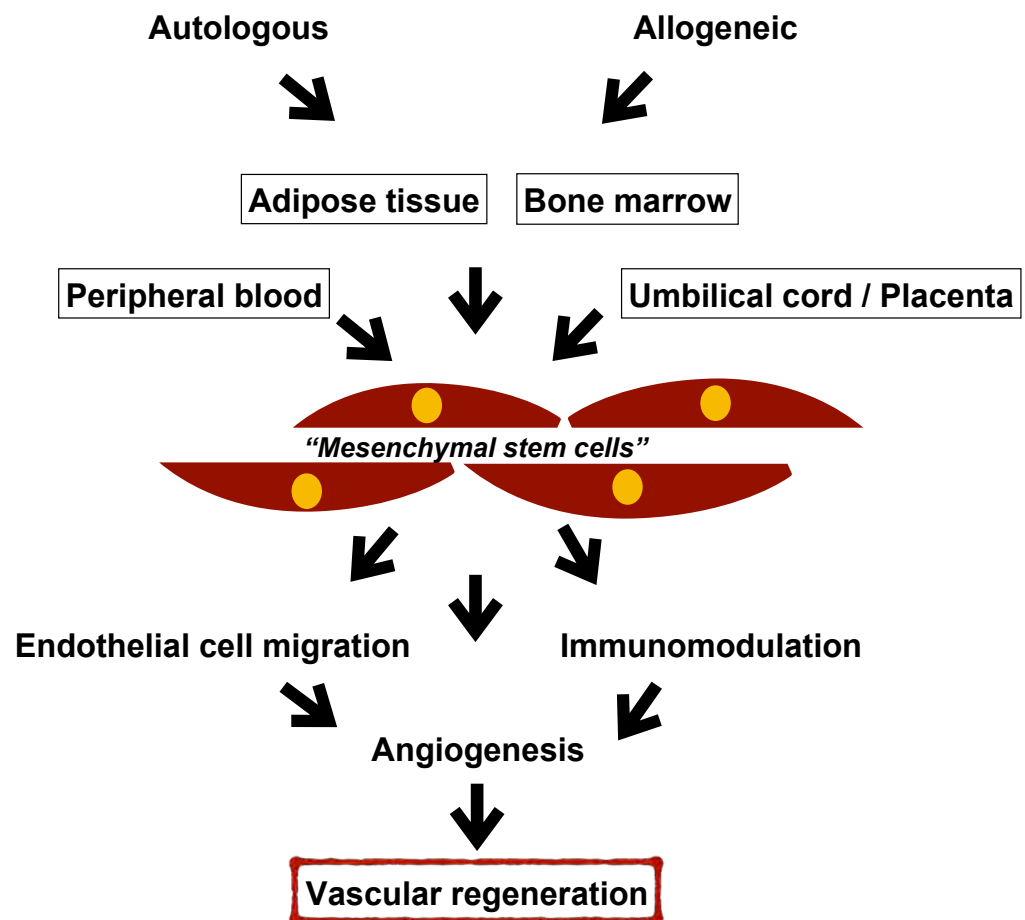 Autologous
Allogeneic
Adipose tissue
Bone marrow
Peripheral blood
Umbilical cord / Placenta
“Mesenchymal stem cells”
Endothelial cell migration
Immunomodulation
Angiogenesis
Vascular regeneration